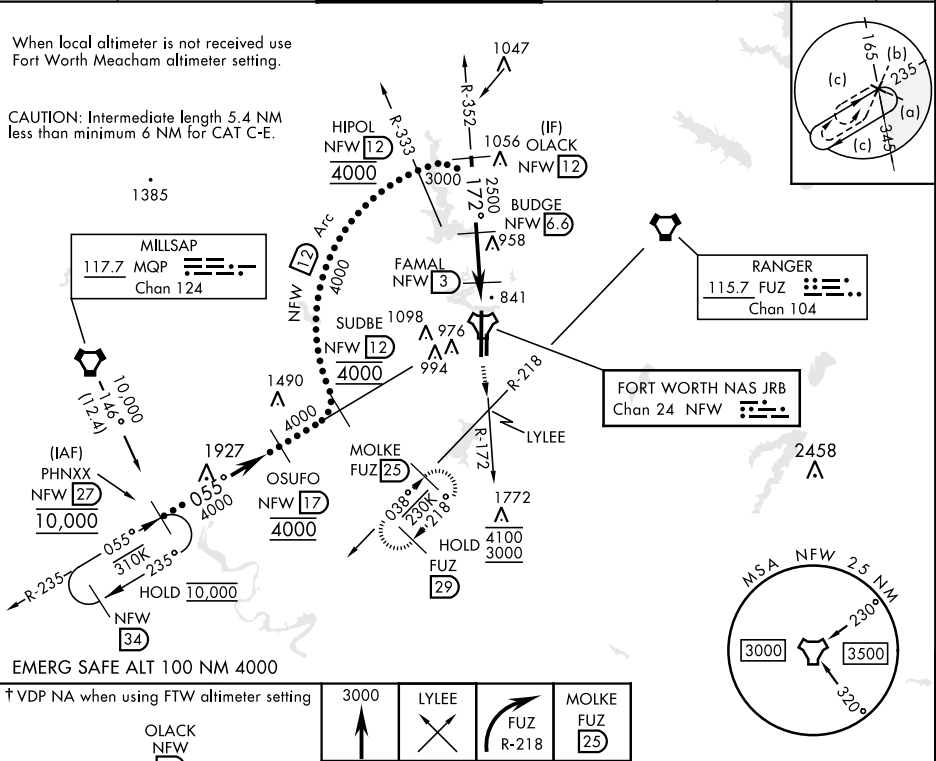 When local altimeter is not received use
Fort Worth Meacham altimeter setting.
CAUTION: Intermediate length 5.4 NM
less than minimum 6 NM for CAT C-E.
1385
1047
R-352
R-333
HIPOL
NFW 12
4000
3000
1056
(IF)
OLACK
NFW 12
2500
172°
BUDGE
NFW 6.6
958
FAMAL
NFW 3
841
165
(b)
235
(c)
(a)
(c)
345
MILLSAP
117.7 MQP
Chan 124
NFW 12 Arc
4000
RANGER
115.7 FUZ
Chan 104
SUDBE
NFW 12
4000
1098
976
994
10,000
146°
(12.4)
1490
4000
R-218
FORT WORTH NAS JRB
Chan 24 NFW
LYLEE
R-172
(IAF)
PHNXX
NFW 27
10,000
1927
055°
4000
OSUFO
NFW 17
4000
MOLKE
FUZ 25
2458
038°
230K
218°
1772
HOLD 4100
3000
FUZ
29
R-235
055°
310K
235°
HOLD 10,000
NFW
34
MSA NFW 25 NM
230°
3000
3500
320°
EMERG SAFE ALT 100 NM 4000
† VDP NA when using FTW altimeter setting
OLACK
NFW
3000
LYLEE
FUZ
R-218
MOLKE
FUZ
25